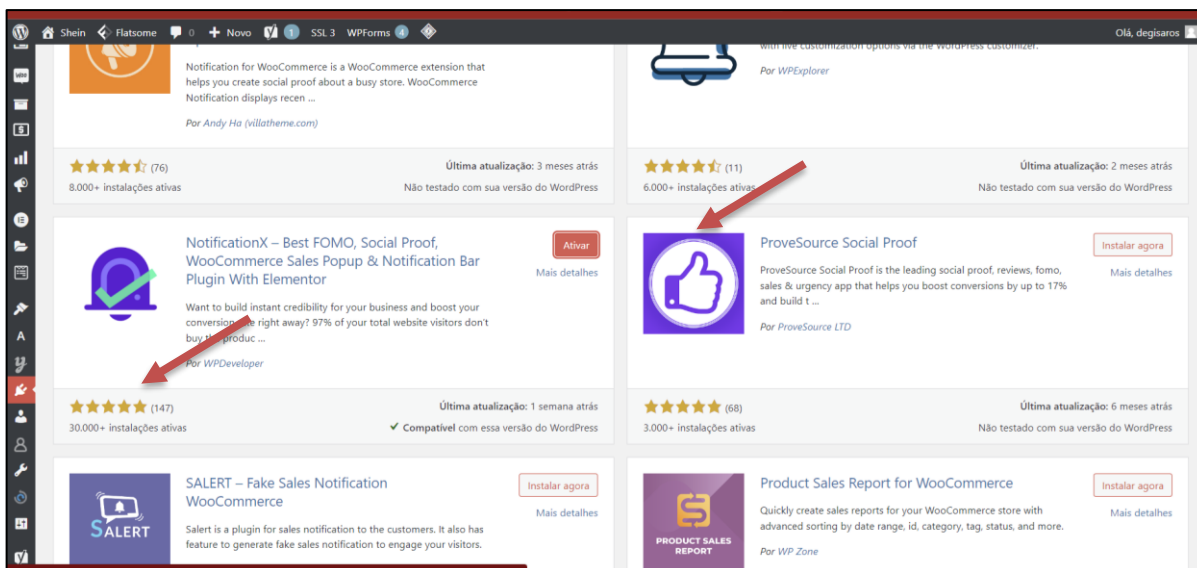 Shein Flatsome 0 Novo 1 SSL 3 WPForms 4 Olá, degisaros
Notification for WooCommerce is a WooCommerce extension that
helps you create social proof about a busy store. WooCommerce
Notification displays recen ...
Por Andy Ha (villatheme.com)
(76)
Última atualização: 3 meses atrás
8.000+ instalações ativas
Não testado com sua versão do WordPress
with live customization options via the WordPress customizer.
Por WPExplorer
(11)
Última atualização: 2 meses atrás
6.000+ instalações ativas
Não testado com sua versão do WordPress
NotificationX – Best FOMO, Social Proof,
WooCommerce Sales Popup & Notification Bar
Plugin With Elementor
Ativar
Mais detalhes
Want to build instant credibility for your business and boost your
right away? 97% of your total website visitors don't
buy the produc ...
Por WPDeveloper
(147)
Última atualização: 1 semana atrás
30.000+ instalações ativas
Compatível com essa versão do WordPress
ProveSource Social Proof
Instalar agora
Mais detalhes
ProveSource Social Proof is the leading social proof, reviews, fomo,
sales & urgency app that helps you boost conversions by up to 17%
and build t ...
Por ProveSource LTD
(68)
Última atualização: 6 meses atrás
3.000+ instalações ativas
Não testado com sua versão do WordPress
SALERT
SALERT – Fake Sales Notification
WooCommerce
Instalar agora
Mais detalhes
Salert is a plugin for sales notification to the customers. It also has
feature to generate fake sales notification to engage your visitors.
PRODUCT SALES
REPORT
Product Sales Report for WooCommerce
Instalar agora
Mais detalhes
Quickly create sales reports for your WooCommerce store with
advanced sorting by date range, id, category, tag, status, and more.
Por WP Zone